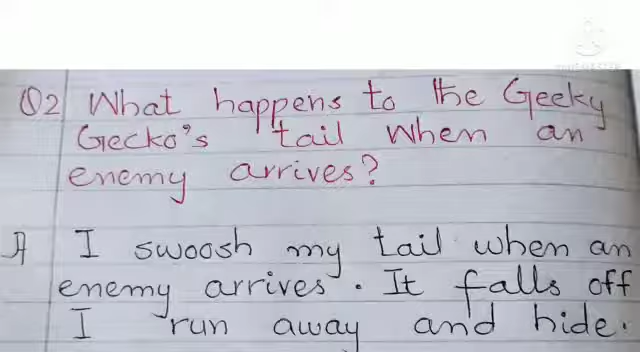 Q2 What happens to the Geeky
Gecko's tail when an
enemy arrives?
A I swoosh my tail when an
enemy arrives. It falls off
I run away and hide.